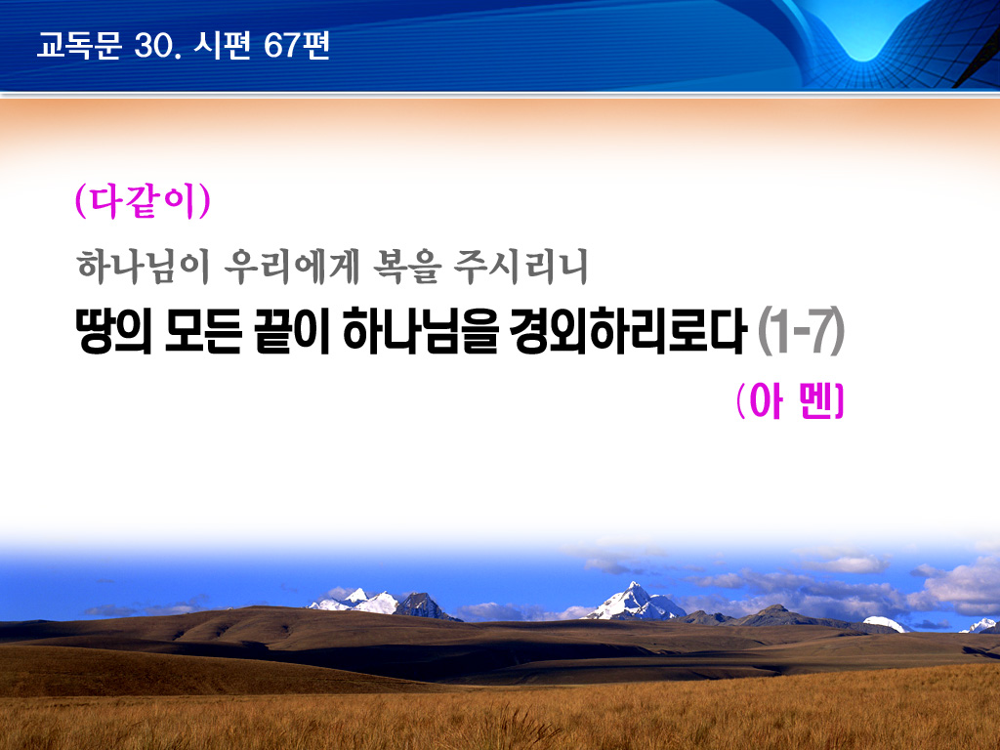 교독문 30. 시편 67편
(다같이)
하나님이 우리에게 복을 주시리니
땅의 모든 끝이 하나님을 경외하리로다 (1-7)
(아 멘)